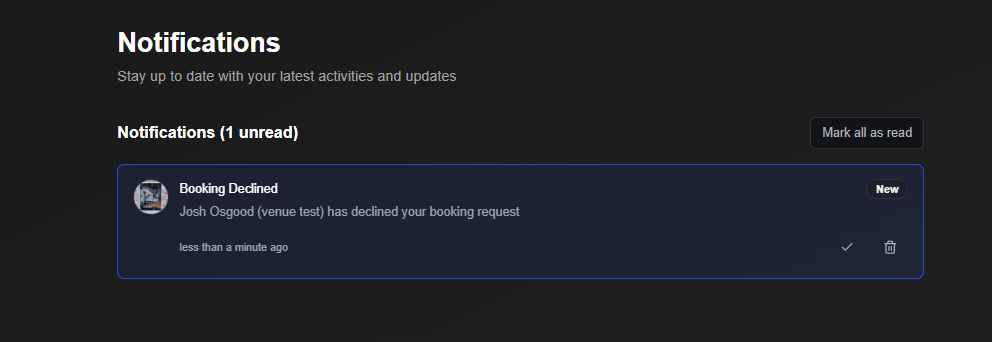 Notifications
Stay up to date with your latest activities and updates
Notifications (1 unread)
Mark all as read
Booking Declined
New
Josh Osgood (venue test) has declined your booking request
less than a minute ago